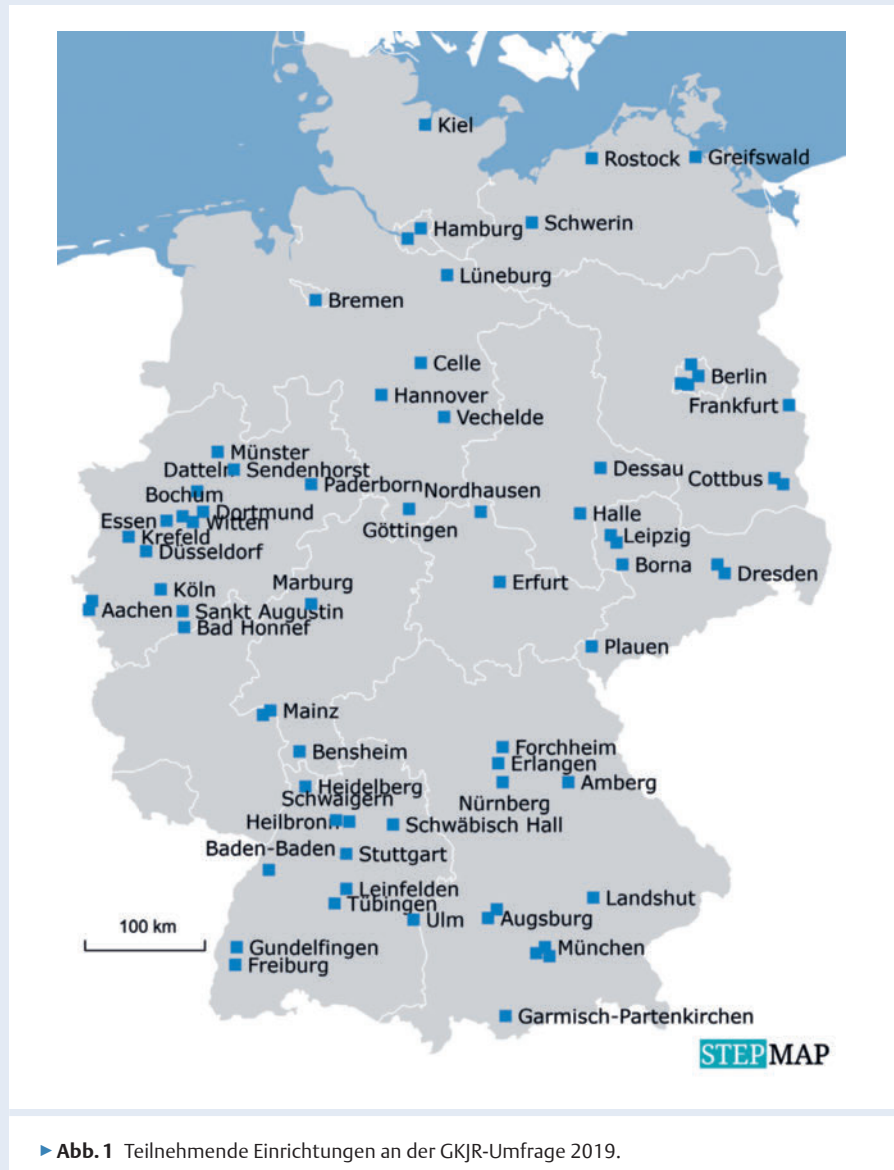 Kiel
Rostock
Greifswald
Hamburg
Schwerin
Lüneburg
Bremen
Celle
Berlin
Hannover
Frankfurt
Vechelde
Münster
Datteln
Sendenhorst
Dessau
Paderborn
Cottbus
Bochum
Nordhausen
Dortmund
Halle
Essen
Witten
Göttingen
Krefeld
Leipzig
Düsseldorf
Borna
Dresden
Marburg
Erfurt
Köln
Aachen
Sankt Augustin
Bad Honnef
Plauen
Mainz
Forchheim
Bensheim
Erlangen
Heidelberg
Amberg
Schwaigern
Nürnberg
Heilbronn
Schwäbisch Hall
Baden-Baden
Stuttgart
Leinfelden
Landshut
Tübingen
Ulm
Augsburg
100 km
Gundelfingen
München
Freiburg
Garmisch-Partenkirchen
STEPMAP
►Abb. 1 Teilnehmende Einrichtungen an der GKJR-Umfrage 2019.